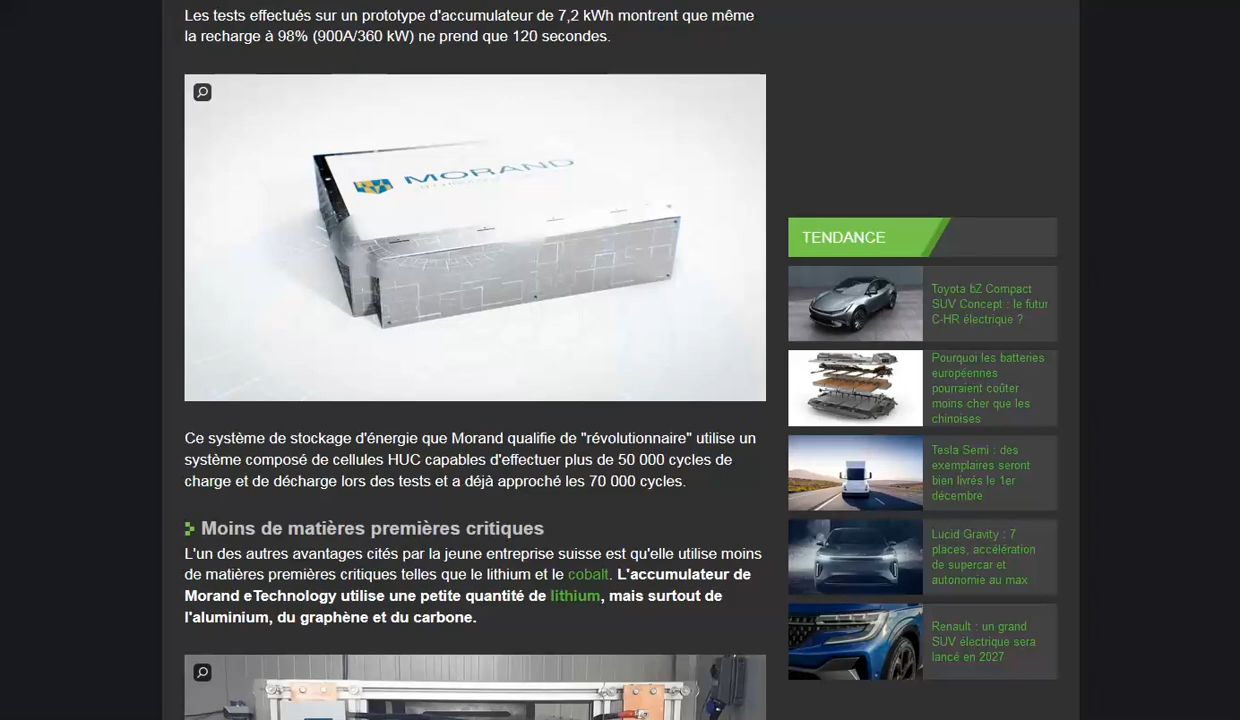 Les tests effectués sur un prototype d'accumulateur de 7,2 kWh montrent que même
la recharge à 98% (900A/360 kW) ne prend que 120 secondes.
MORAND
Ce système de stockage d'énergie que Morand qualifie de "révolutionnaire" utilise un
système composé de cellules HUC capables d'effectuer plus de 50 000 cycles de
charge et de décharge lors des tests et a déjà approché les 70 000 cycles.
Moins de matières premières critiques
L'un des autres avantages cités par la jeune entreprise suisse est qu'elle utilise moins
de matières premières critiques telles que le lithium et le cobalt. L'accumulateur de
Morand eTechnology utilise une petite quantité de lithium, mais surtout de
l'aluminium, du graphène et du carbone.
TENDANCE
Toyota bZ Compact
SUV Concept : le futur
C-HR électrique ?
Pourquoi les batteries
européennes
pourraient coûter
moins cher que les
chinoises
Tesla Semi : des
exemplaires seront
bien livrés le 1er
décembre
Lucid Gravity : 7
places, accélération
de supercar et
autonomie au max
Renault : un grand
SUV électrique sera
lancé en 2027